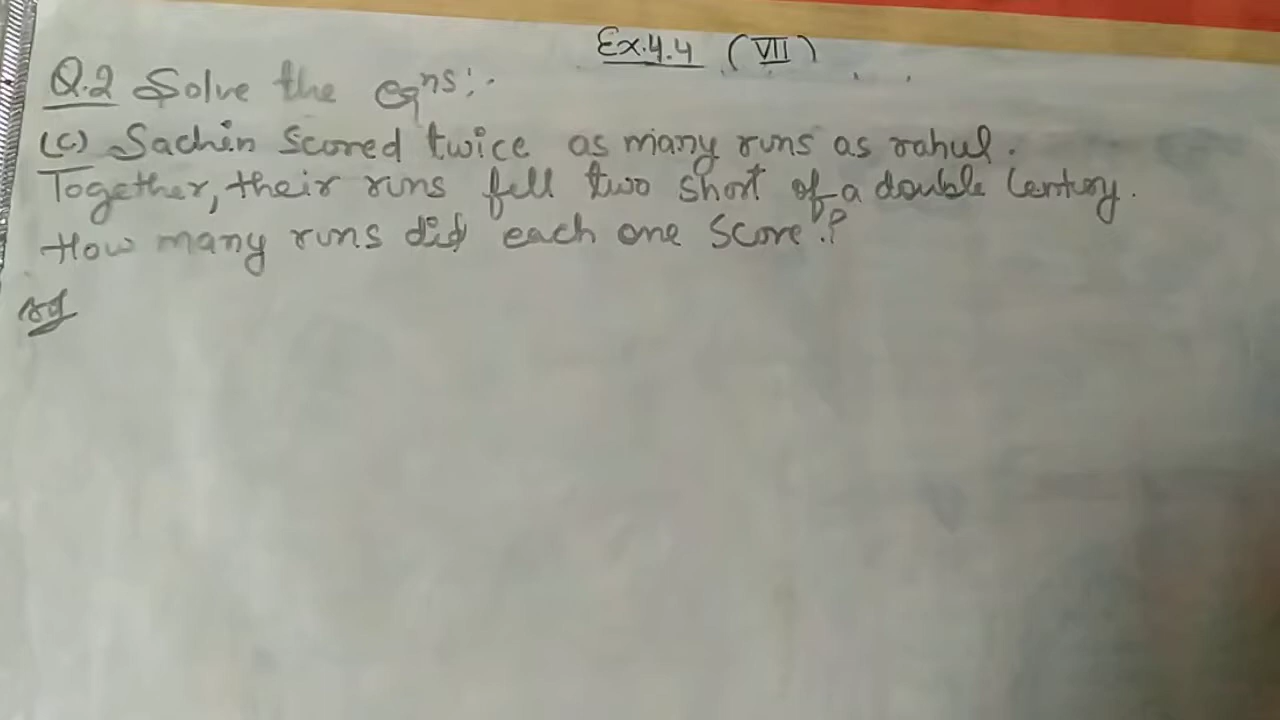 Ex.4.4 (VII)
Q.2 Solve the eqns:-
(C) Sachin Scored twice as many runs as rahul.
Together, their runs fell two short of a double Century.
How many runs did each one Score?
Sol